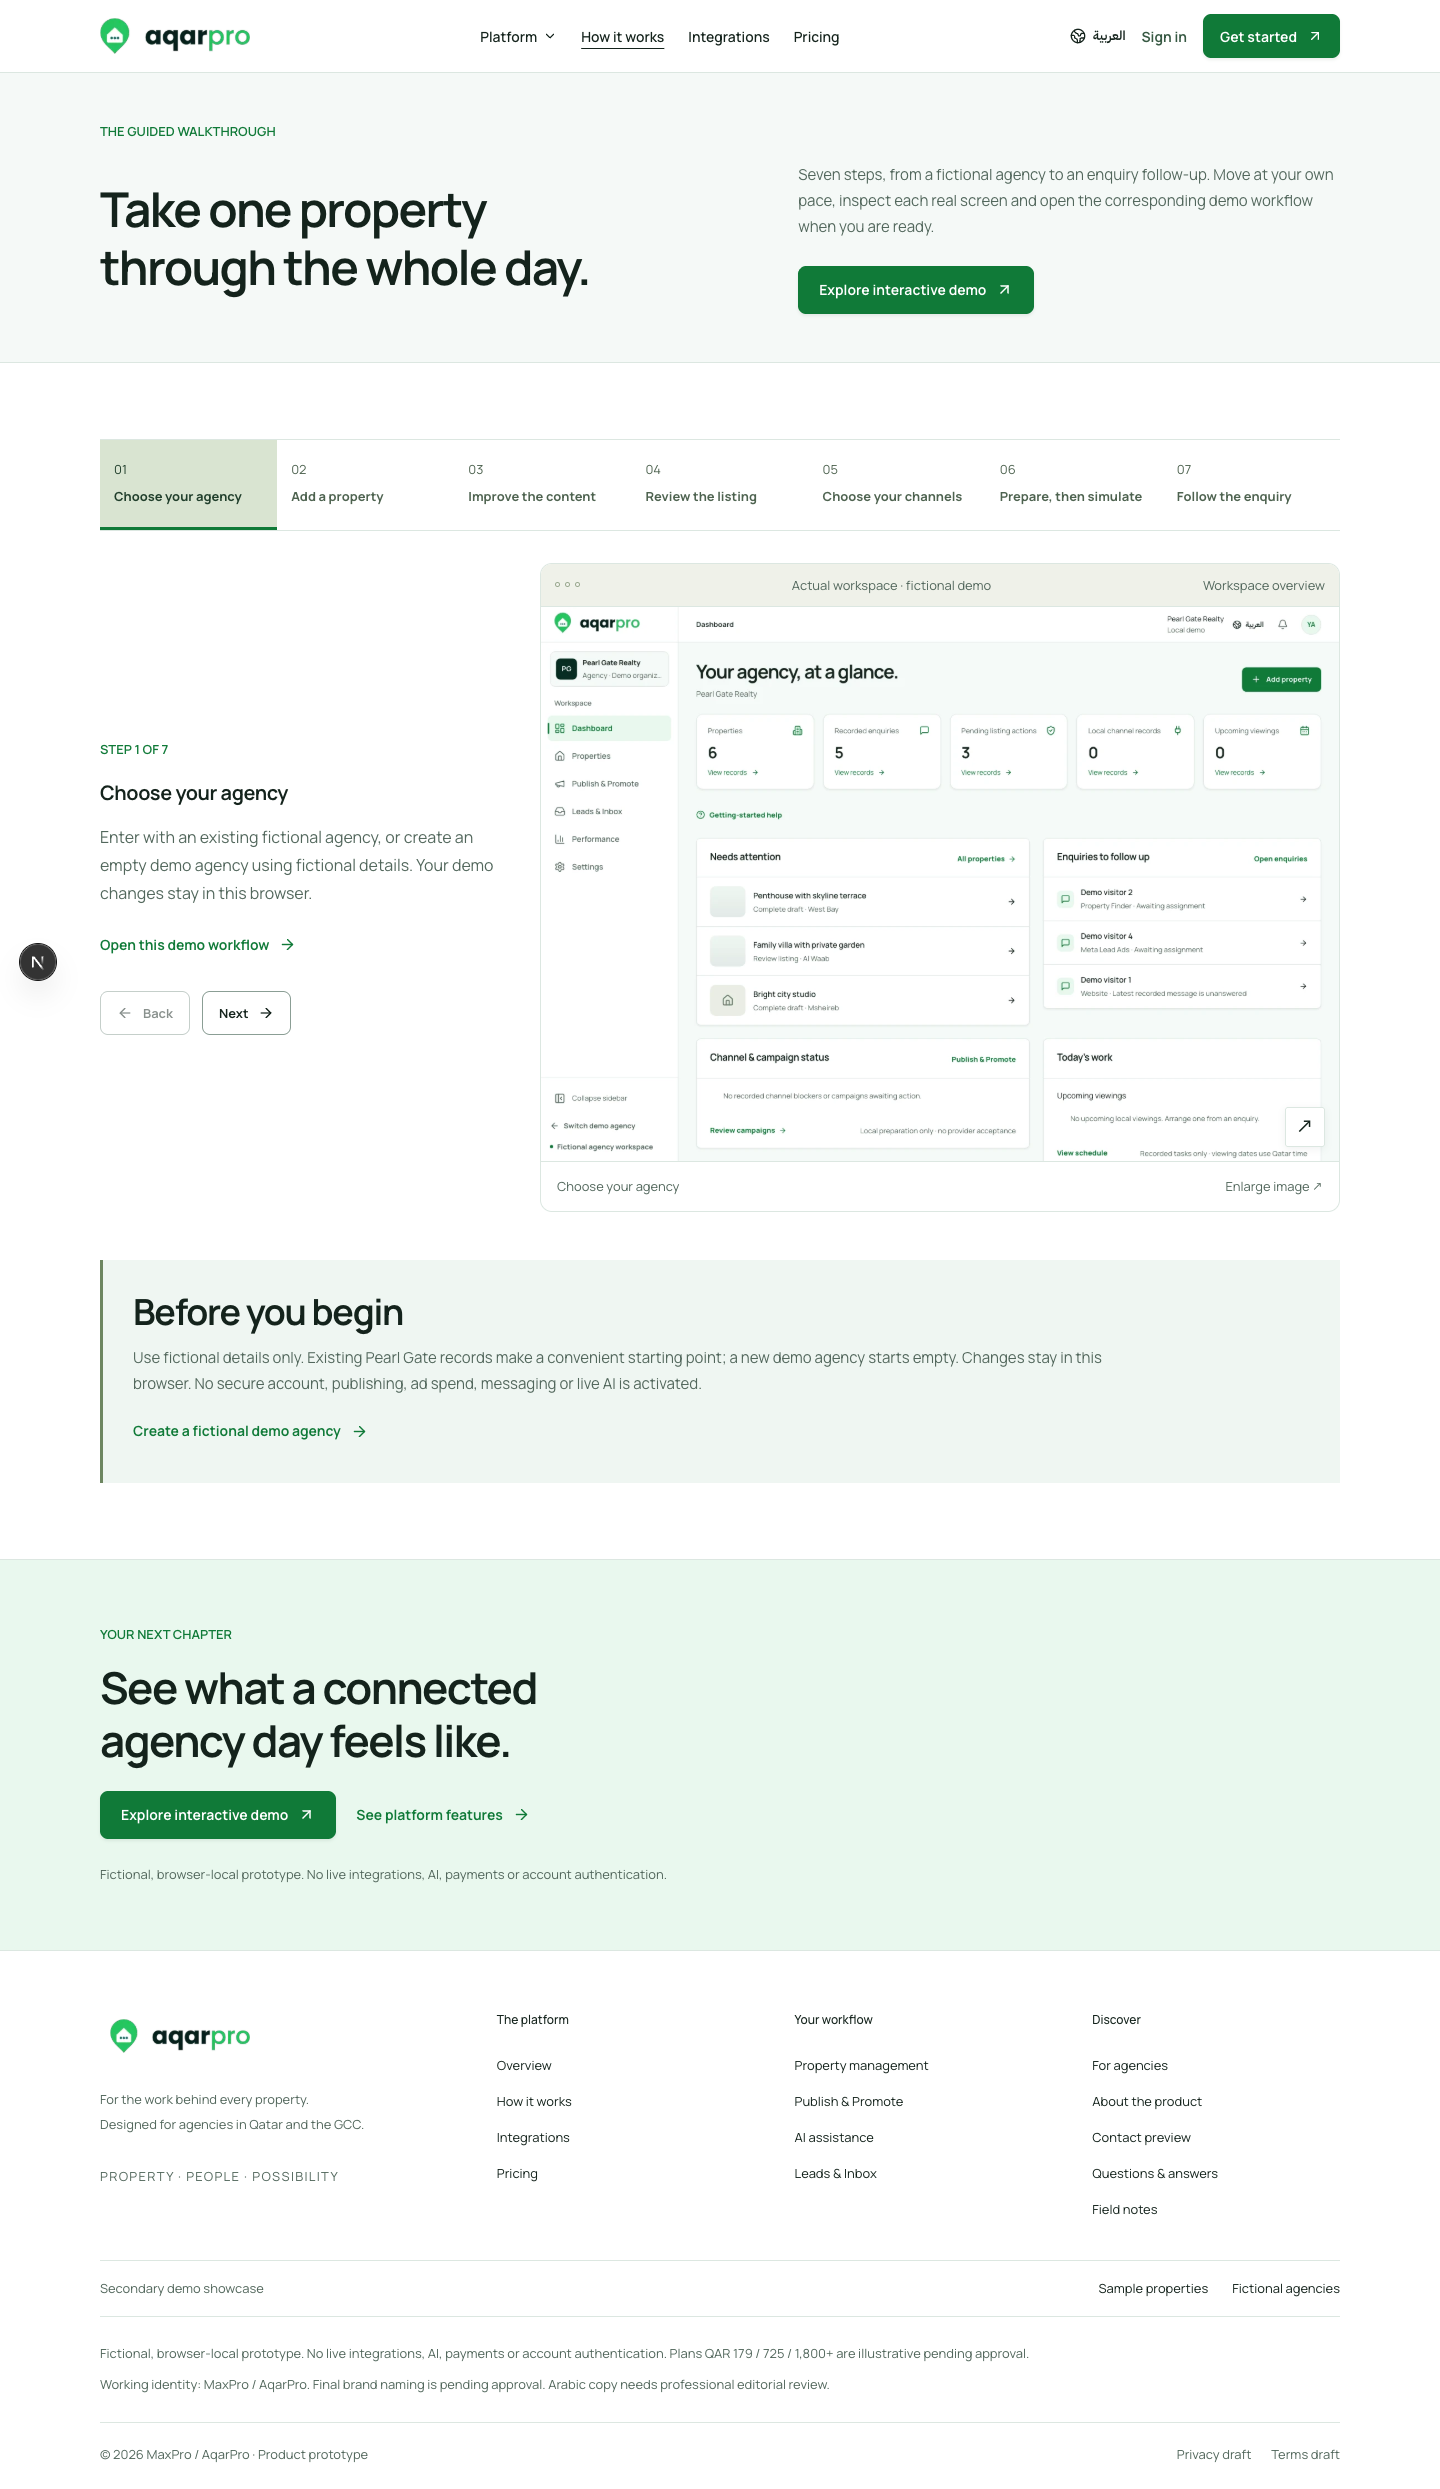 aqarpro
Platform
How it works
Integrations
Pricing
العربية
Sign in
Get started
THE GUIDED WALKTHROUGH
Take one property
through the whole day.
Seven steps, from a fictional agency to an enquiry follow-up. Move at your own
pace, inspect each real screen and open the corresponding demo workflow
when you are ready.
Explore interactive demo
01
Choose your agency
02
Add a property
03
Improve the content
04
Review the listing
05
Choose your channels
06
Prepare, then simulate
07
Follow the enquiry
STEP 1 OF 7
Choose your agency
Enter with an existing fictional agency, or create an
empty demo agency using fictional details. Your demo
changes stay in this browser.
Open this demo workflow
Back
Next
N
Actual workspace · fictional demo
Workspace overview
aqarpro
Dashboard
Pearl Gate Realty
Local demo
العربية
YA
PG
Pearl Gate Realty
Agency · Demo organiz...
Workspace
Dashboard
Properties
Publish & Promote
Leads & Inbox
Performance
Settings
Collapse sidebar
Switch demo agency
Fictional agency workspace
Your agency, at a glance.
Pearl Gate Realty
Add property
Properties
6
View records
Recorded enquiries
5
View records
Pending listing actions
3
View records
Local channel records
0
View records
Upcoming viewings
0
View records
Getting-started help
Needs attention
All properties
Penthouse with skyline terrace
Complete draft · West Bay
Family villa with private garden
Review listing · Al Waab
Bright city studio
Complete draft · Msheireb
Enquiries to follow up
Open enquiries
Demo visitor 2
Property Finder · Awaiting assignment
Demo visitor 4
Meta Lead Ads · Awaiting assignment
Demo visitor 1
Website · Latest recorded message is unanswered
Channel & campaign status
Publish & Promote
No recorded channel blockers or campaigns awaiting action.
Review campaigns
Local preparation only · no provider acceptance
Today's work
Upcoming viewings
No upcoming local viewings. Arrange one from an enquiry.
View schedule
Recorded tasks only · viewing dates use Qatar time
Choose your agency
Enlarge image ↗
Before you begin
Use fictional details only. Existing Pearl Gate records make a convenient starting point; a new demo agency starts empty. Changes stay in this
browser. No secure account, publishing, ad spend, messaging or live AI is activated.
Create a fictional demo agency
YOUR NEXT CHAPTER
See what a connected
agency day feels like.
Explore interactive demo
See platform features
Fictional, browser-local prototype. No live integrations, AI, payments or account authentication.
aqarpro
For the work behind every property.
Designed for agencies in Qatar and the GCC.
PROPERTY · PEOPLE · POSSIBILITY
The platform
Overview
How it works
Integrations
Pricing
Your workflow
Property management
Publish & Promote
AI assistance
Leads & Inbox
Discover
For agencies
About the product
Contact preview
Questions & answers
Field notes
Secondary demo showcase
Sample properties
Fictional agencies
Fictional, browser-local prototype. No live integrations, AI, payments or account authentication. Plans QAR 179 / 725 / 1,800+ are illustrative pending approval.
Working identity: MaxPro / AqarPro. Final brand naming is pending approval. Arabic copy needs professional editorial review.
© 2026 MaxPro / AqarPro · Product prototype
Privacy draft
Terms draft